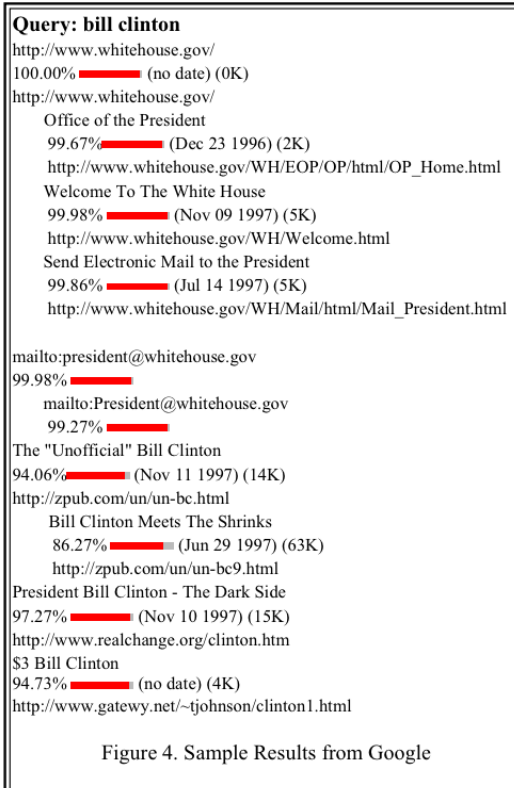 Query: bill clinton
http://www.whitehouse.gov/
100.00% (no date) (0K)
http://www.whitehouse.gov/
Office of the President
99.67% (Dec 23 1996) (2K)
http://www.whitehouse.gov/WH/EOP/OP/html/OP_Home.html
Welcome To The White House
99.98% (Nov 09 1997) (5K)
http://www.whitehouse.gov/WH/Welcome.html
Send Electronic Mail to the President
99.86% (Jul 14 1997) (5K)
http://www.whitehouse.gov/WH/Mail/html/Mail_President.html
mailto:president@whitehouse.gov
99.98%
mailto:President@whitehouse.gov
99.27%
The "Unofficial" Bill Clinton
94.06% (Nov 11 1997) (14K)
http://zpub.com/un/un-bc.html
Bill Clinton Meets The Shrinks
86.27% (Jun 29 1997) (63K)
http://zpub.com/un/un-bc9.html
President Bill Clinton - The Dark Side
97.27% (Nov 10 1997) (15K)
http://www.realchange.org/clinton.htm
$3 Bill Clinton
94.73% (no date) (4K)
http://www.gatewy.net/~tjohnson/clinton1.html
Figure 4. Sample Results from Google